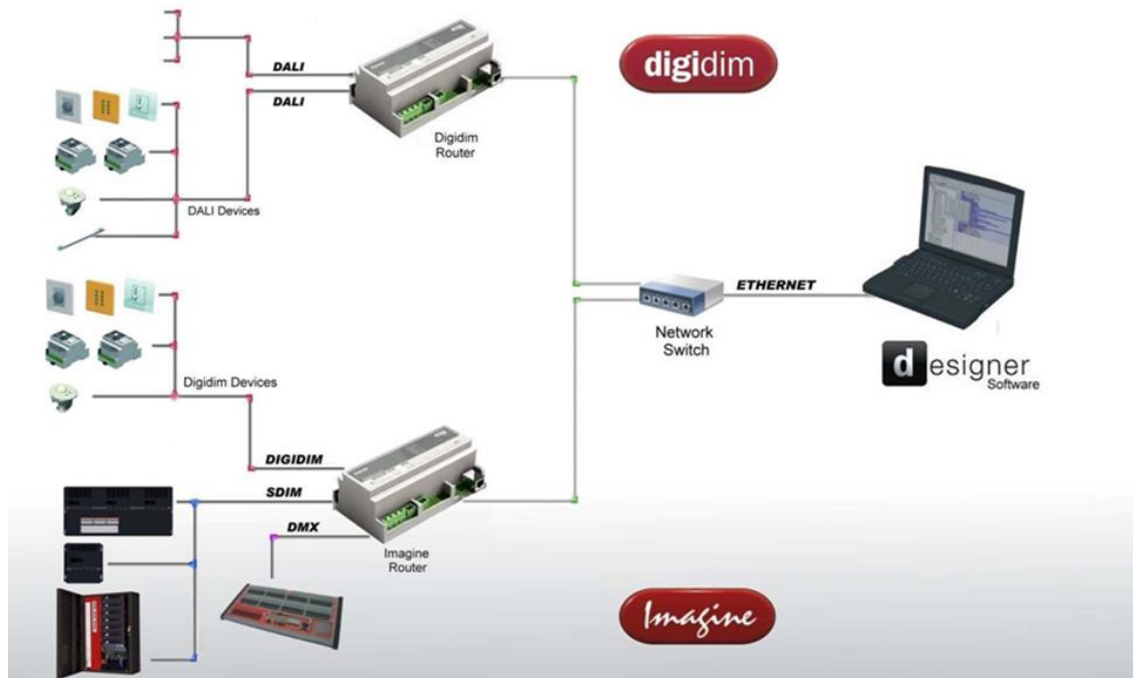 DALI
DALI
Digidim
Router
digidim
DALI Devices
ETHERNET
Network
Switch
designer
Software
Digidim Devices
DIGIDIM
SDIM
DMX
Imagine
Router
Imagine